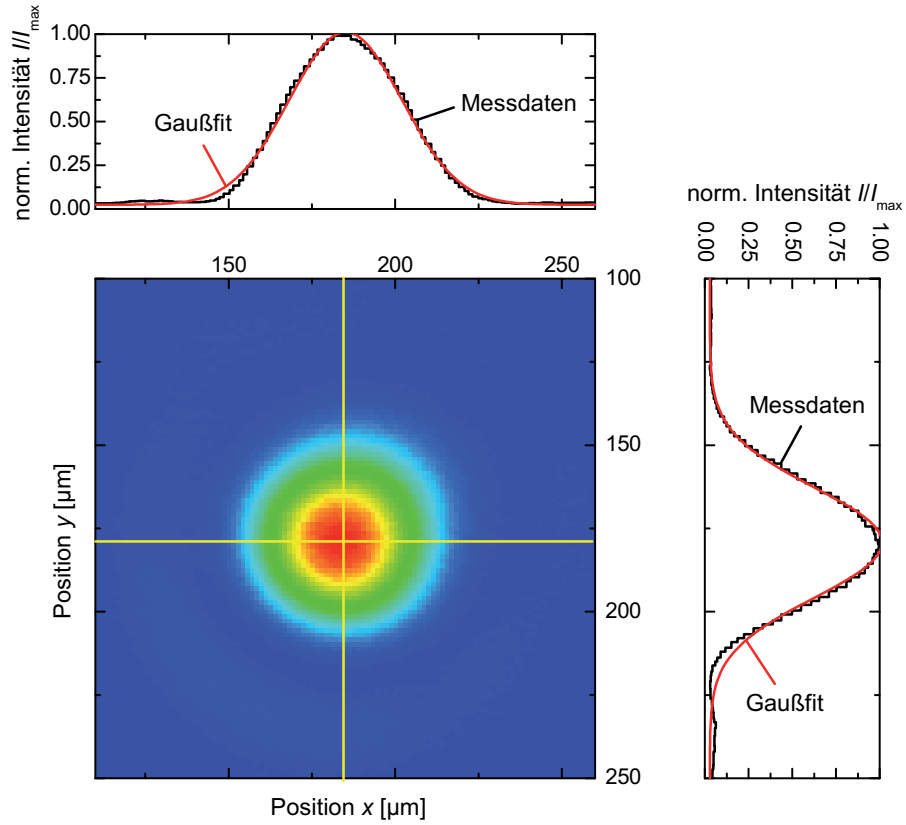 norm. Intensität I/I_max
1.00
0.75
0.50
0.25
0.00
Gaußfit
Messdaten
150
200
250
Position y [µm]
Position x [µm]
100
150
200
250
norm. Intensität I/I_max
0.00
0.25
0.50
0.75
1.00
Messdaten
Gaußfit